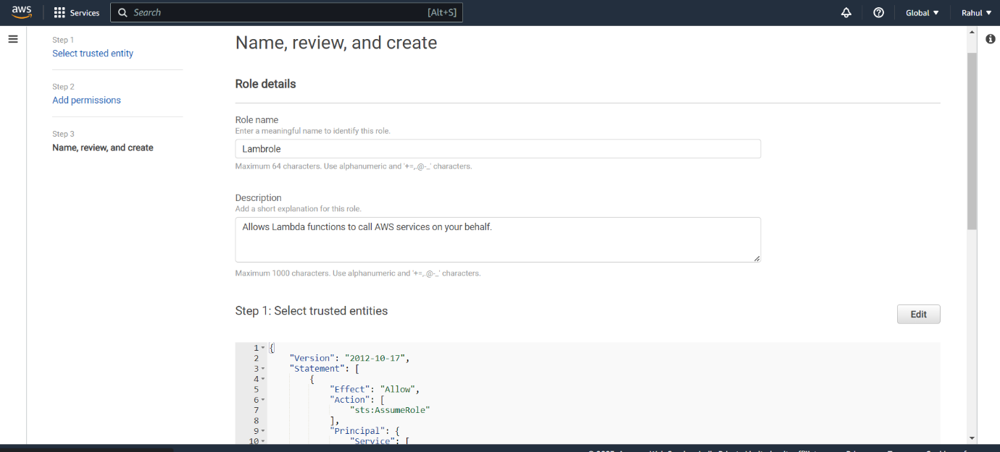 aws
Services
Search
[Alt+S]
Global
Rahul
Step 1
Select trusted entity
Step 2
Add permissions
Step 3
Name, review, and create
Name, review, and create
Role details
Role name
Enter a meaningful name to identify this role.
Lambrole
Maximum 64 characters. Use alphanumeric and '+=,.@-_' characters.
Description
Add a short explanation for this role.
Allows Lambda functions to call AWS services on your behalf.
Maximum 1000 characters. Use alphanumeric and '+=,.@-_' characters.
Step 1: Select trusted entities
Edit
1 {
2 "Version": "2012-10-17",
3 "Statement": [
4 {
5 "Effect": "Allow",
6 "Action": [
7 "sts:AssumeRole"
8 ],
9 "Principal": {
10 "Service": [